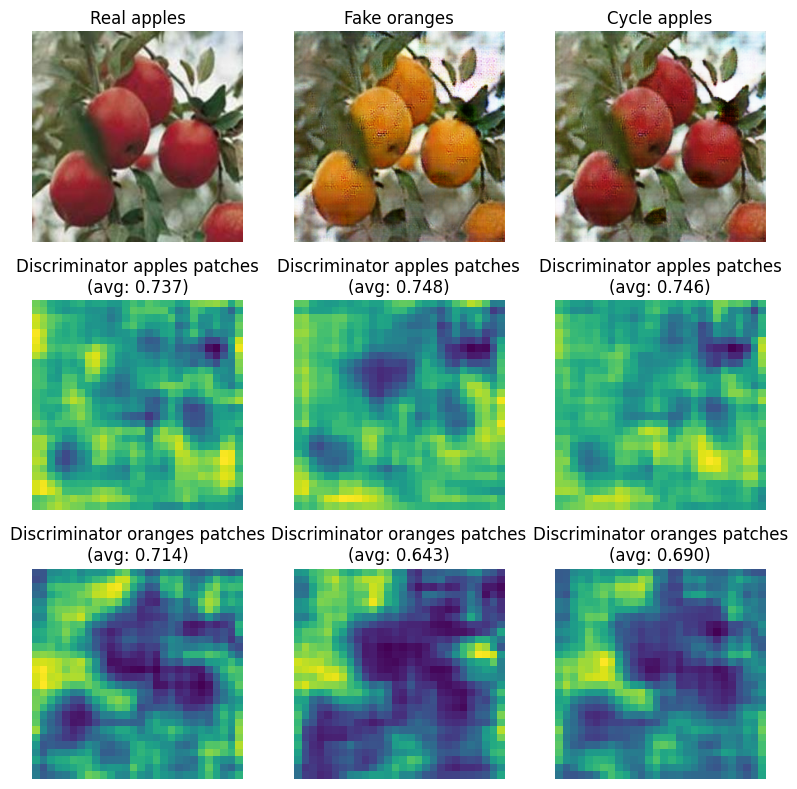 Real apples
Fake oranges
Cycle apples
Discriminator apples patches
(avg: 0.737)
Discriminator apples patches
(avg: 0.748)
Discriminator apples patches
(avg: 0.746)
Discriminator oranges patches
(avg: 0.714)
Discriminator oranges patches
(avg: 0.643)
Discriminator oranges patches
(avg: 0.690)